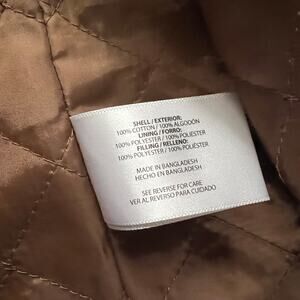 SHELL / EXTERIOR:
100% COTTON / 100% ALGODÓN
LINING / FORRO:
100% POLYESTER / 100% POLIÉSTER
FILLING / RELLENO:
100% POLYESTER / 100% POLIÉSTER
MADE IN BANGLADESH
HECHO EN BANGLADESH
SEE REVERSE FOR CARE
VER AL REVERSO PARA CUIDADO